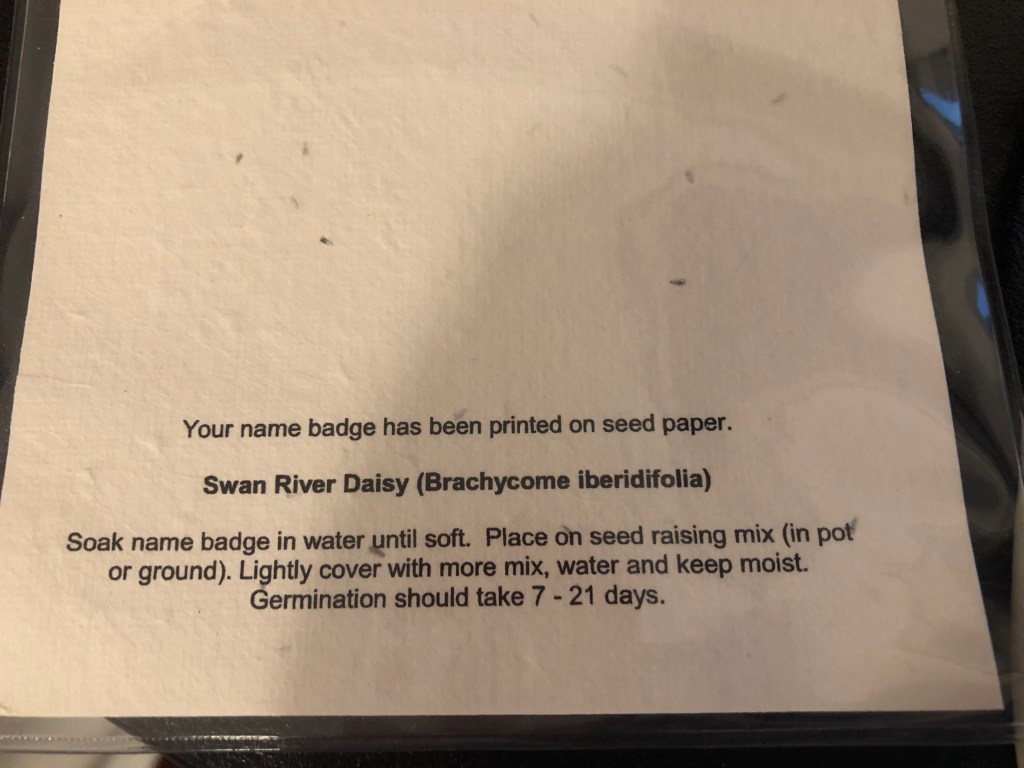 Your name badge has been printed on seed paper.
Swan River Daisy (Brachycome iberidifolia)
Soak name badge in water until soft. Place on seed raising mix (in pot
or ground). Lightly cover with more mix, water and keep moist.
Germination should take 7 - 21 days.